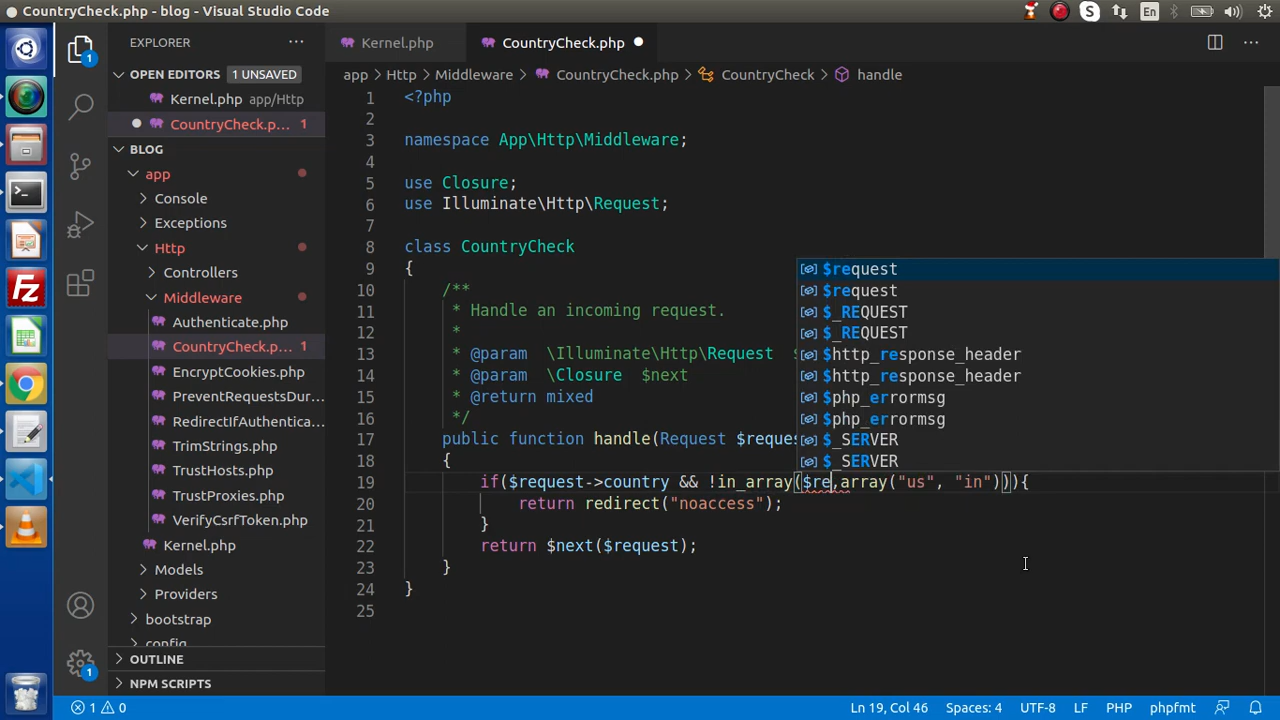 CountryCheck.php - blog - Visual Studio Code
En
EXPLORER
Kernel.php
CountryCheck.php
OPEN EDITORS 1 UNSAVED
Kernel.php app/Http
CountryCheck.p... 1
BLOG
app
Console
Exceptions
Http
Controllers
Middleware
Authenticate.php
CountryCheck.p... 1
EncryptCookies.php
PreventRequestsDur...
RedirectIfAuthentica...
TrimStrings.php
TrustHosts.php
TrustProxies.php
VerifyCsrfToken.php
Kernel.php
Models
Providers
bootstrap
config
OUTLINE
NPM SCRIPTS
1
1
app > Http > Middleware > CountryCheck.php > CountryCheck > handle
1 <?php
2
3 namespace App\Http\Middleware;
4
5 use Closure;
6 use Illuminate\Http\Request;
7
8 class CountryCheck
9 {
10 /**
11 * Handle an incoming request.
12 *
13 * @param \Illuminate\Http\Request $
14 * @param \Closure $next
15 * @return mixed
16 */
17 public function handle(Request $reques
18 {
19 if($request->country && !in_array($re,array("us", "in"))){
20 return redirect("noaccess");
21 }
22 return $next($request);
23 }
24 }
25
$request
$request
$_REQUEST
$_REQUEST
$http_response_header
$http_response_header
$php_errormsg
$php_errormsg
$_SERVER
$_SERVER
1 0
Ln 19, Col 46
Spaces: 4
UTF-8
LF
PHP
phpfmt